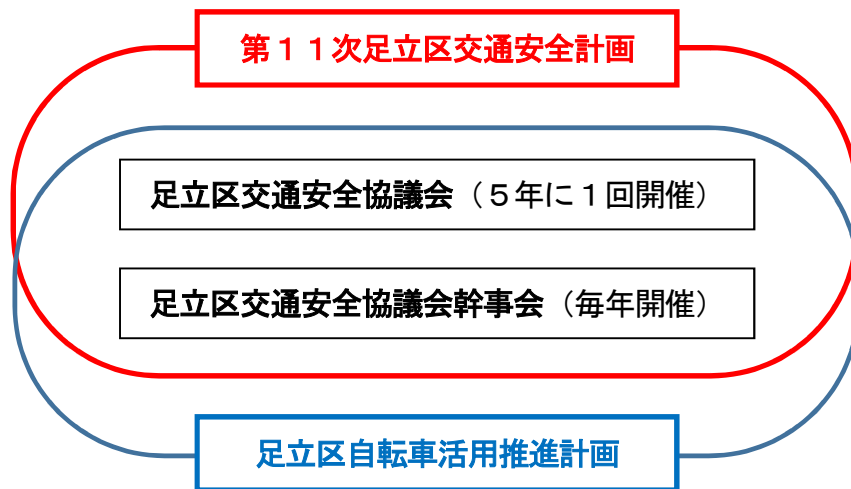 第１１次足立区交通安全計画
足立区交通安全協議会（５年に１回開催）
足立区交通安全協議会幹事会（毎年開催）
足立区自転車活用推進計画